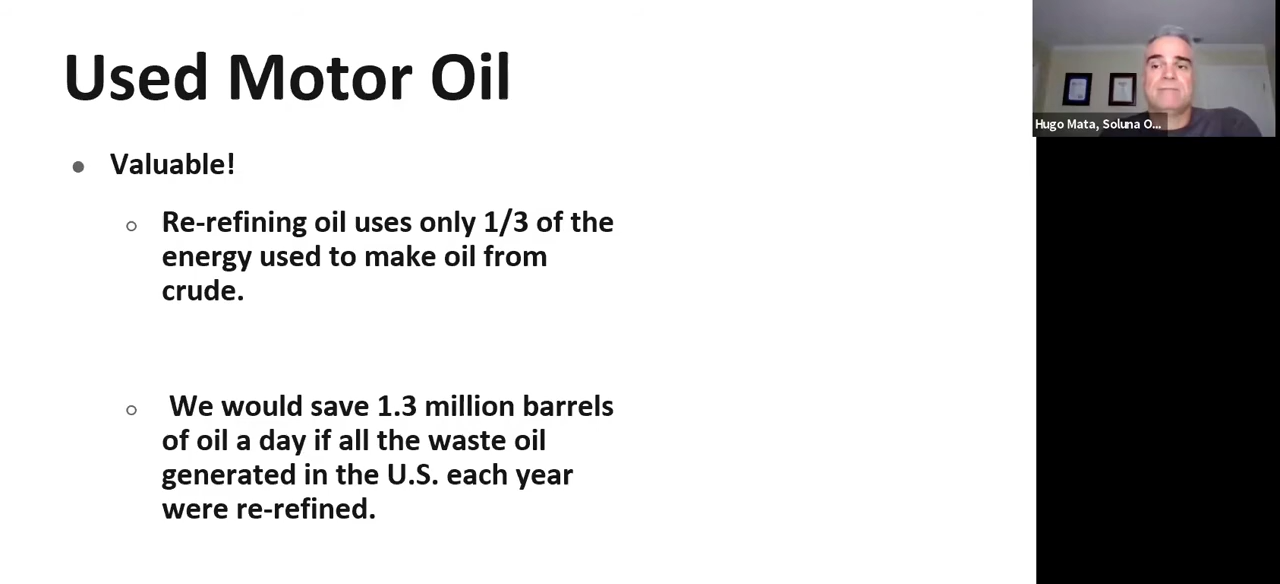 Used Motor Oil
Valuable!
Re-refining oil uses only 1/3 of the
energy used to make oil from
crude.
We would save 1.3 million barrels
of oil a day if all the waste oil
generated in the U.S. each year
were re-refined.
Hugo Mata, Soluna O...